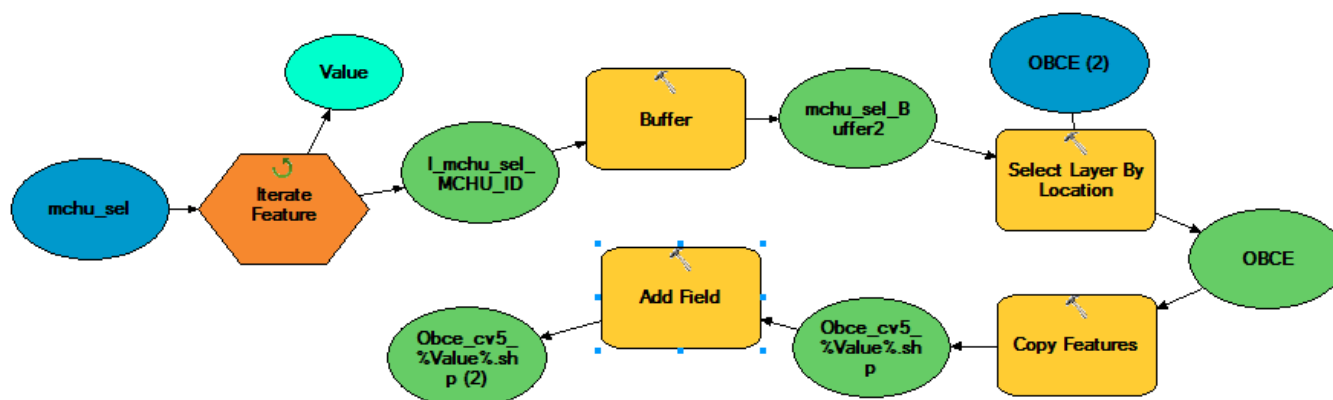 Value
OBCE (2)
mchu_sel
Iterate
Feature
I_mchu_sel_
MCHU_ID
Buffer
mchu_sel_B
uffer2
Select Layer By
Location
OBCE
Copy Features
Obce_cv5_
%Value%.sh
p
Add Field
Obce_cv5_
%Value%.sh
p (2)